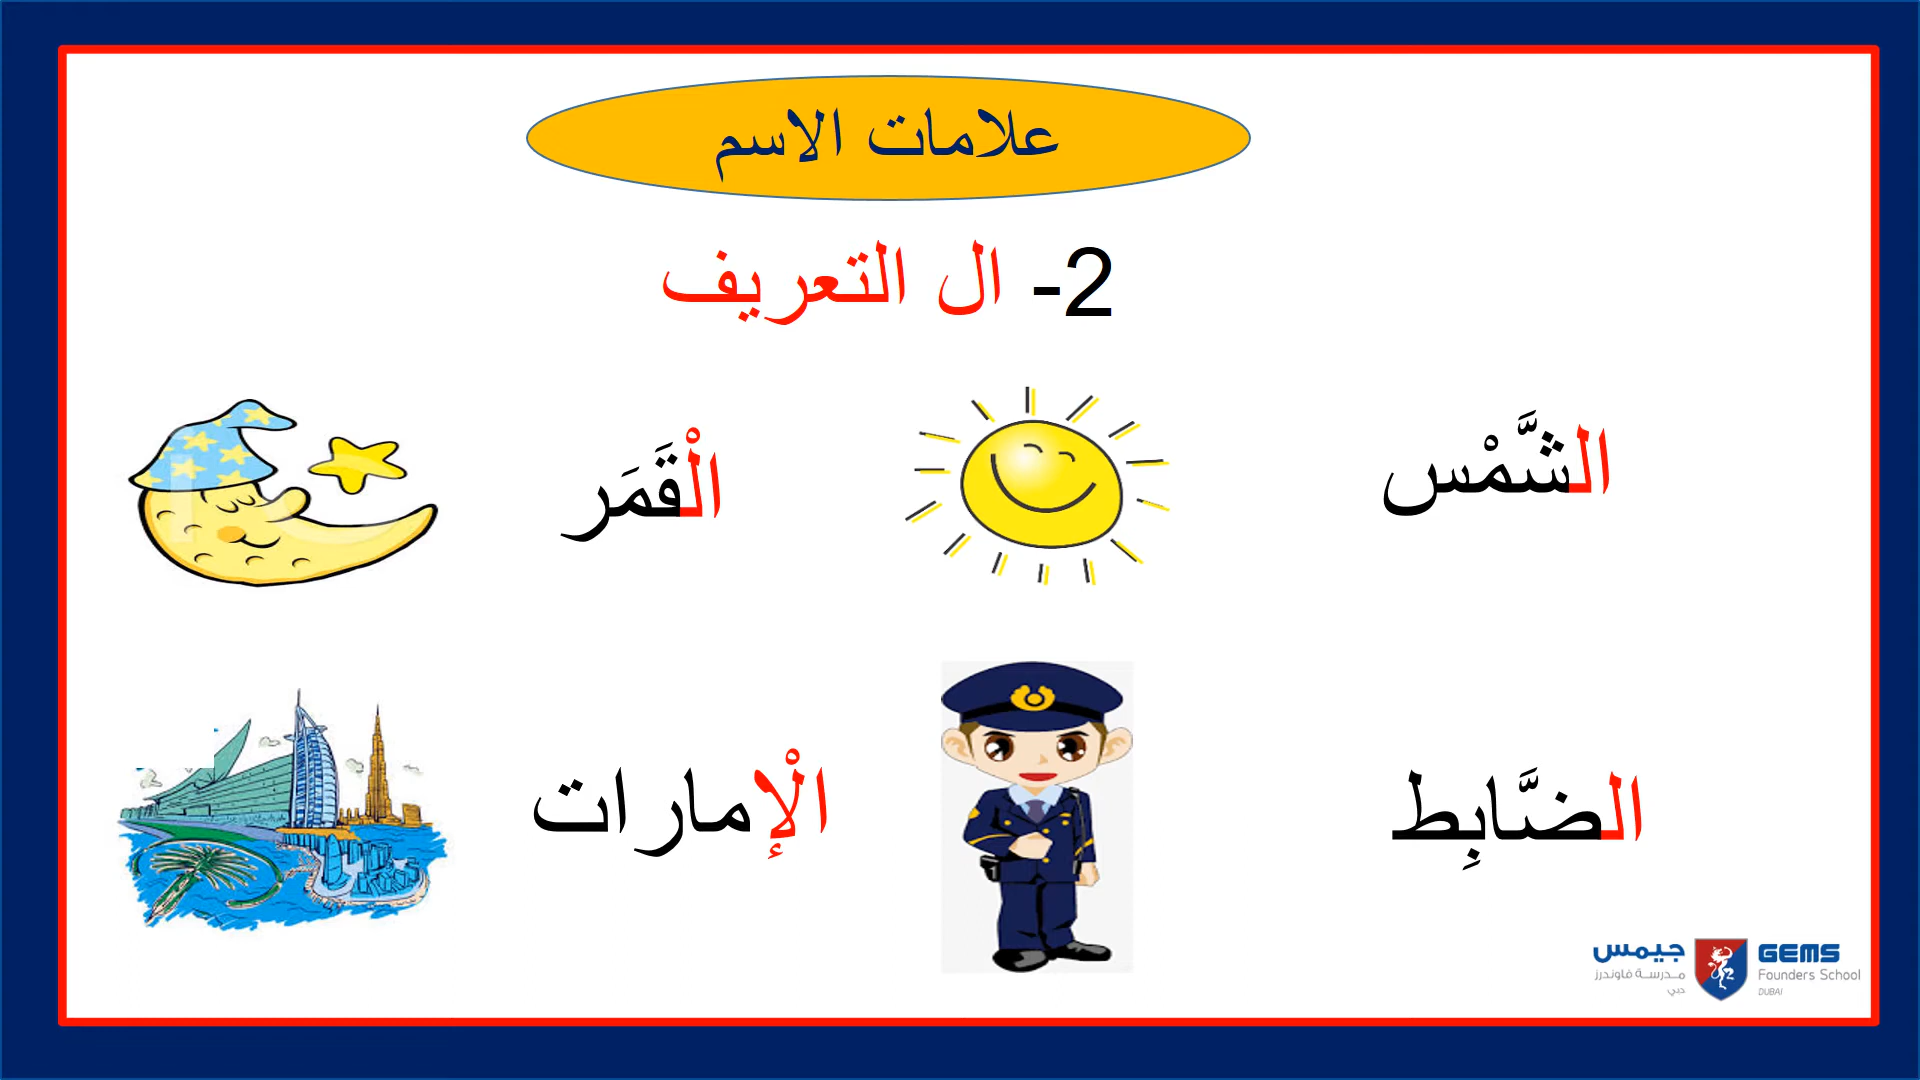 علامات الاسم
2- ال التعريف
الشَّمْس
الْقَمَر
الضَّابِط
الْإمارات
جيمس
مدرسة فاوندرز
دبي
GEMS
Founders School
DUBAI